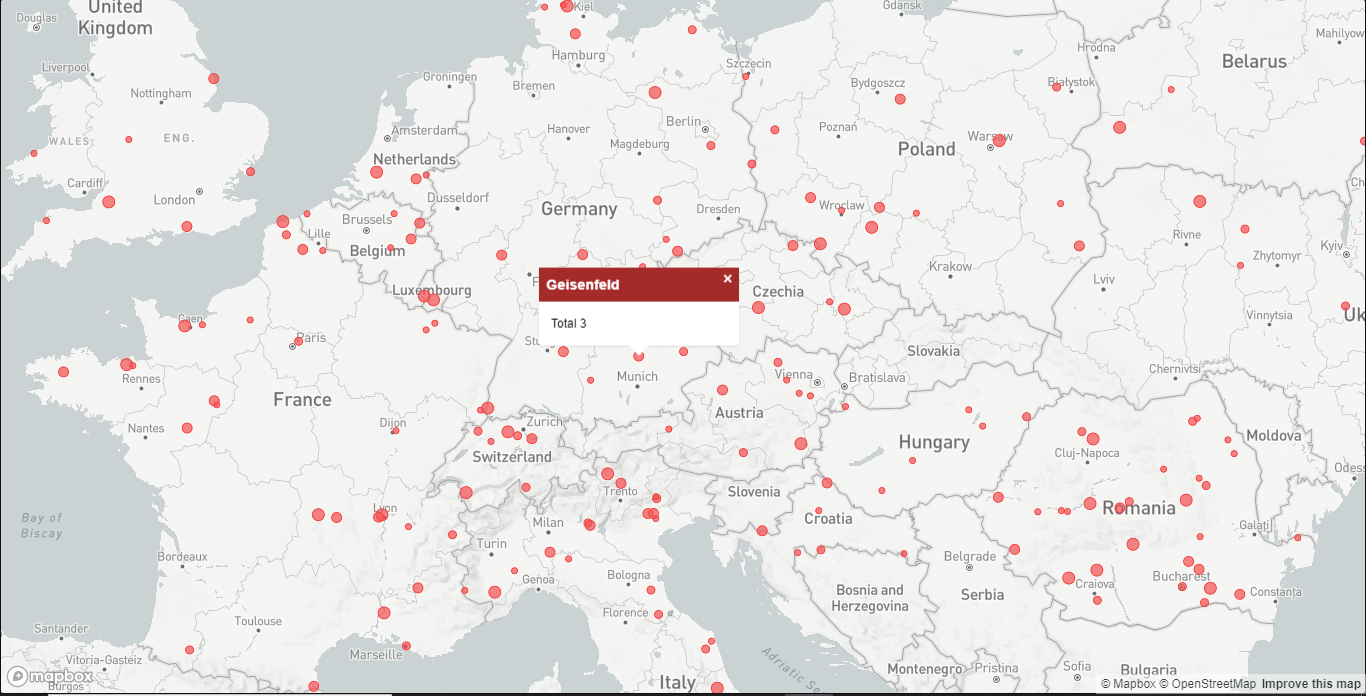 United
Kingdom
Douglas
Kiel
Gdansk
Mahilyow
Hamburg
Hrodna
Belarus
Liverpool
Szczecin
Groningen
Bremen
Bydgoszcz
Białystok
Nottingham
Berlin
Amsterdam
Hanover
Poznań
WALES
ENG.
Magdeburg
Warsaw
Netherlands
Poland
Cardiff
London
Dusseldorf
Germany
Wroclaw
Dresden
Brussels
Lille
Belgium
Rivne
Kyiv
Zhytomyr
Krakow
Lviv
Geisenfeld ×
Luxembourg
Czechia
Total 3
Caen
Vinnytsia
Uk
Paris
Slovakia
Rennes
Munich
Vienna
Bratislava
Chernivtsi
France
Austria
Nantes
Dijon
Zurich
Hungary
Moldova
Switzerland
Cluj-Napoca
Odes
Trento
Slovenia
Lyon
Romania
Bay of
Biscay
Milan
Croatia
Galati
Turin
Bordeaux
Belgrade
Genoa
Bologna
Bucharest
Craiova
Bosnia and
Herzegovina
Serbia
Constanța
Florence
Toulouse
Santander
Marseille
Vitoria-Gasteiz
Adriatic Se
Montenegro
Pristina
Sofia
Bulgaria
mapbox
Burgos
Italy
© Mapbox © OpenStreetMap Improve this map